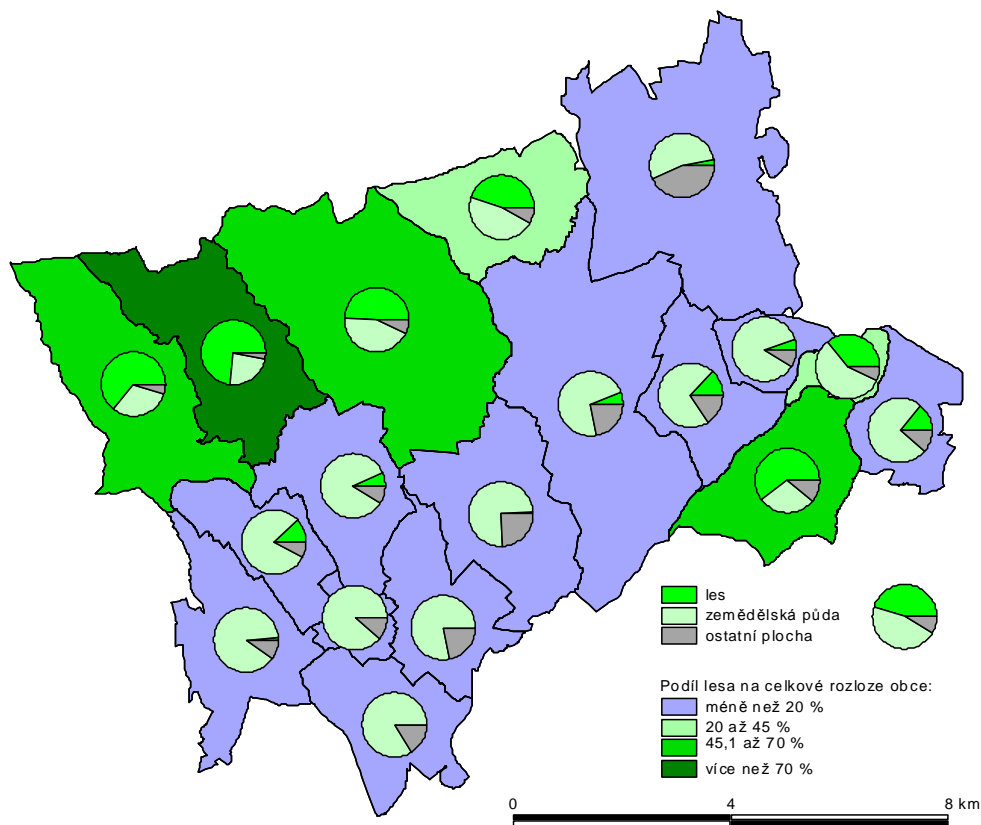 les
zemědělská půda
ostatní plocha
Podíl lesa na celkové rozloze obce:
méně než 20 %
20 až 45 %
45,1 až 70 %
více než 70 %
0 4 8 km